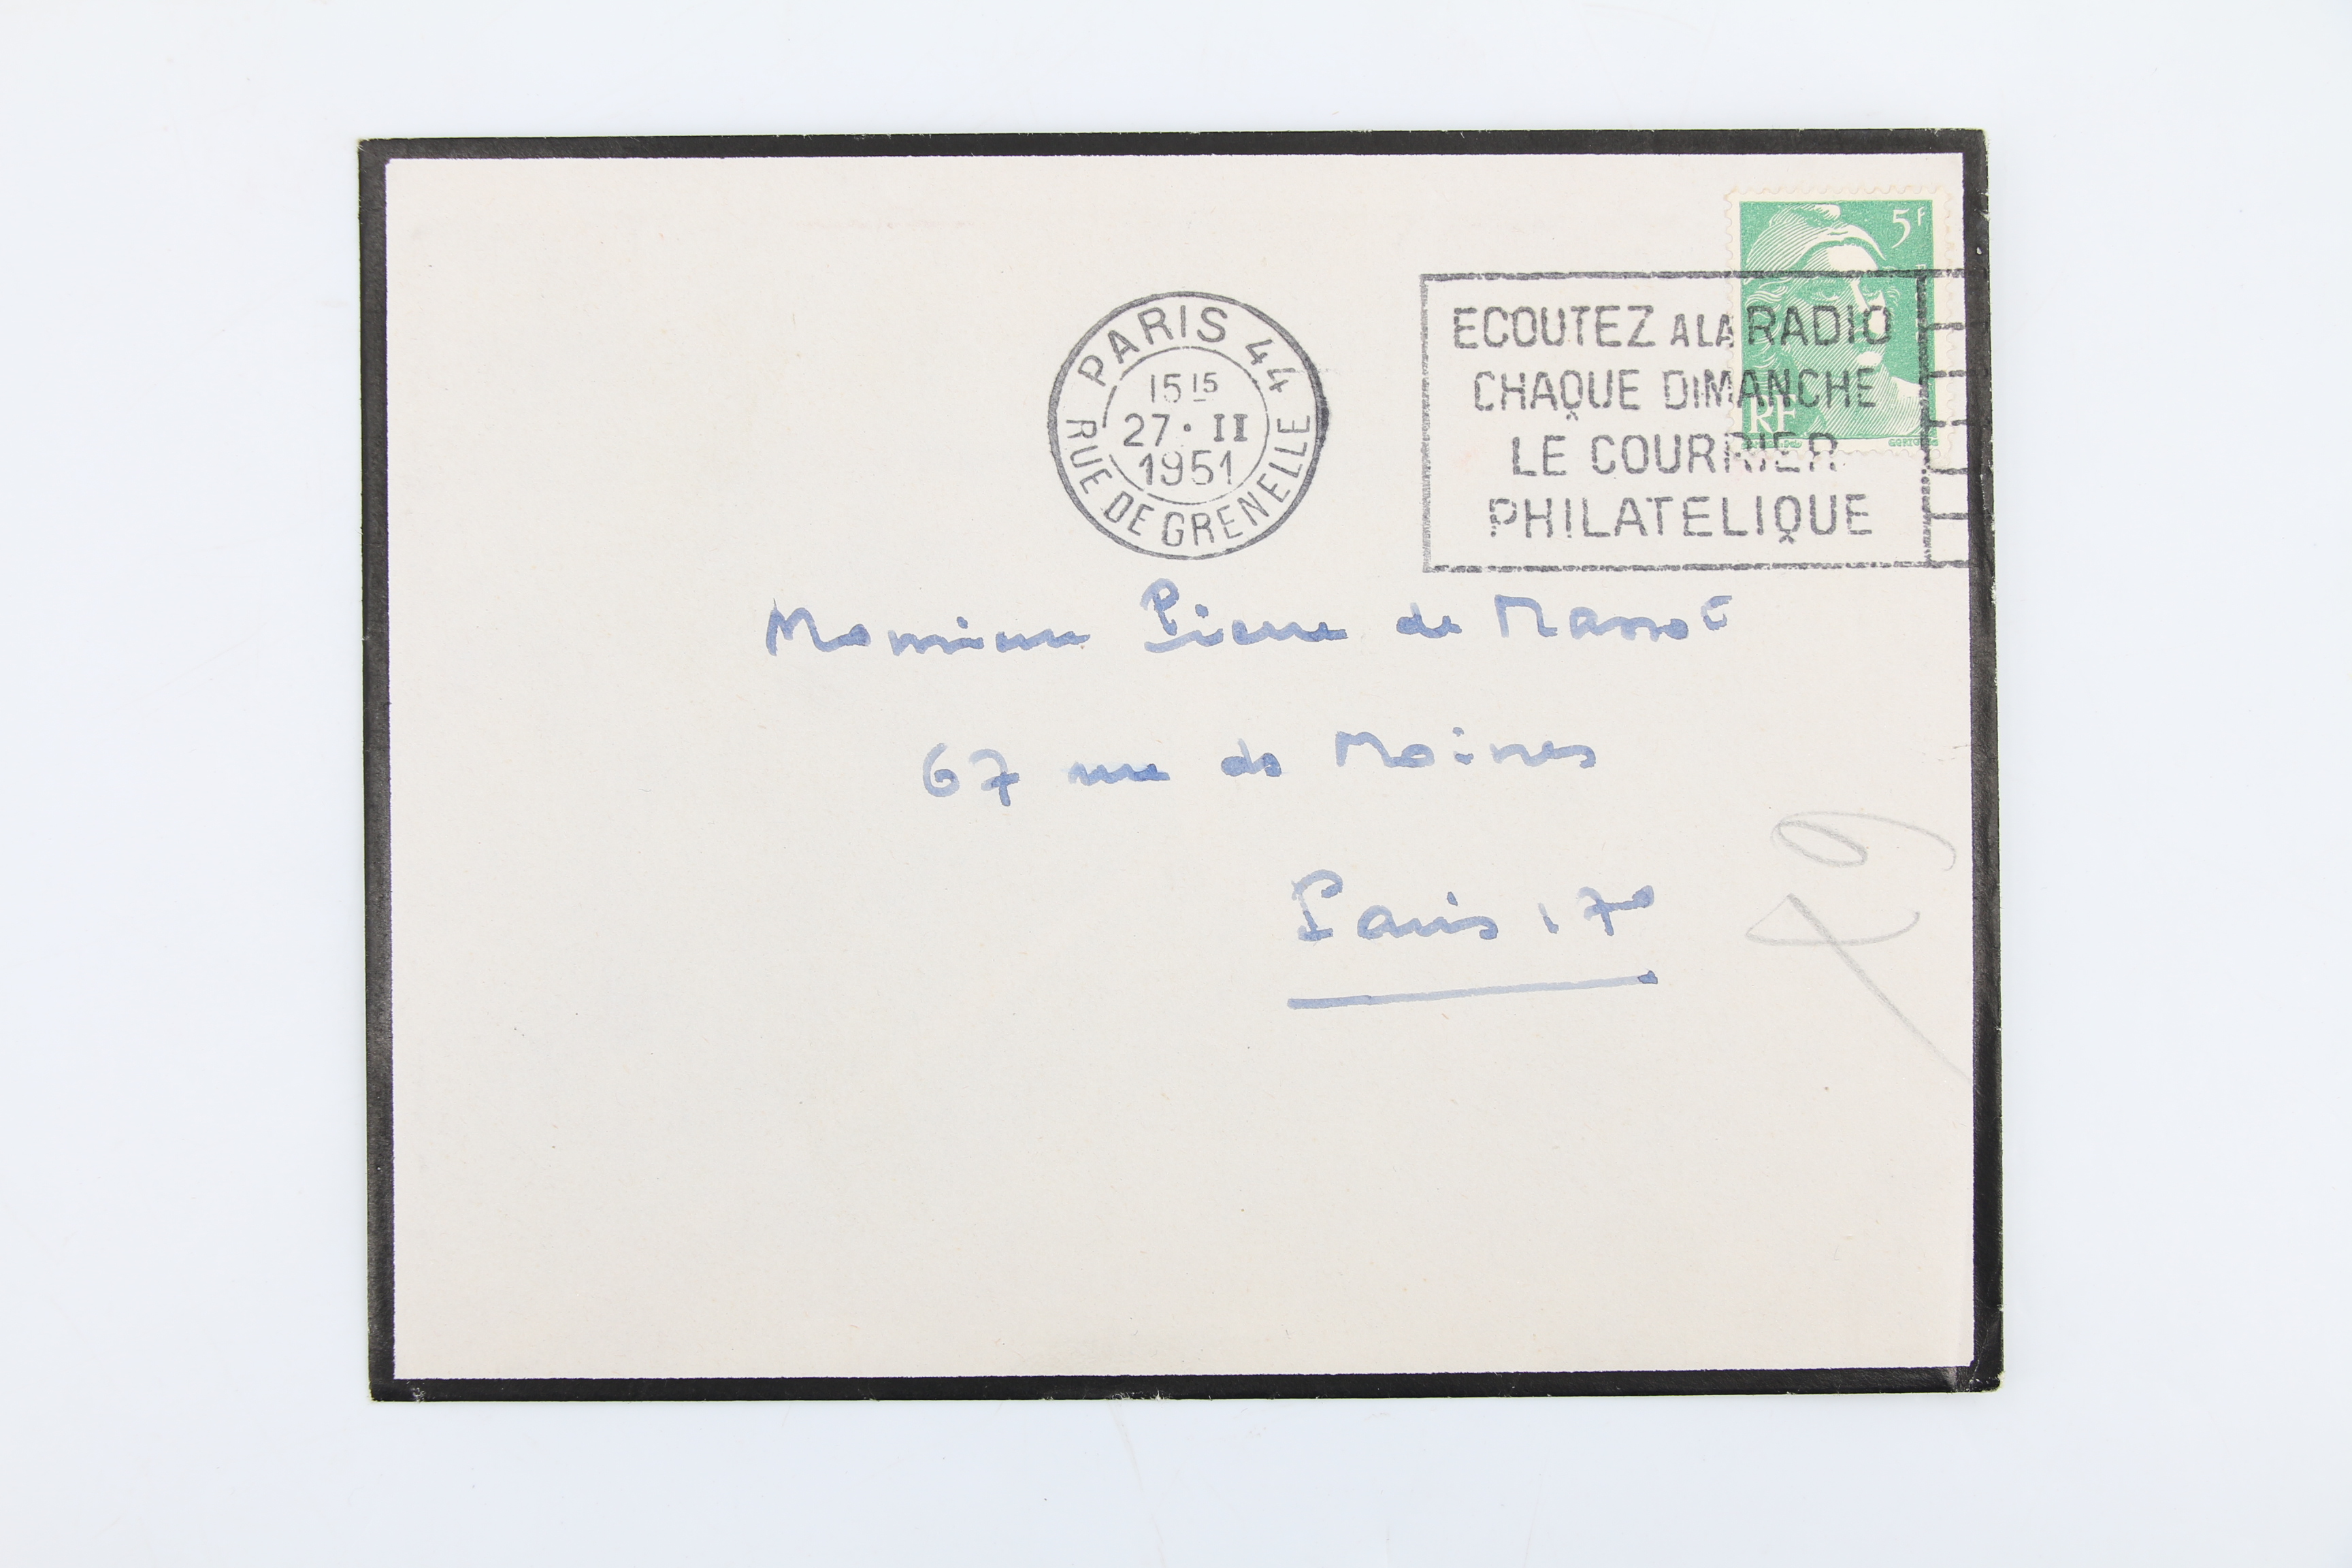 5F
RF
PARIS 44
15 15
27 · II
1951
RUE DE GRENELLE
ECOUTEZ A LA RADIO
CHAQUE DIMANCHE
LE COURRIER
PHILATELIQUE
Monsieur Pierre de Massot
67 rue des Moines
Paris 17e